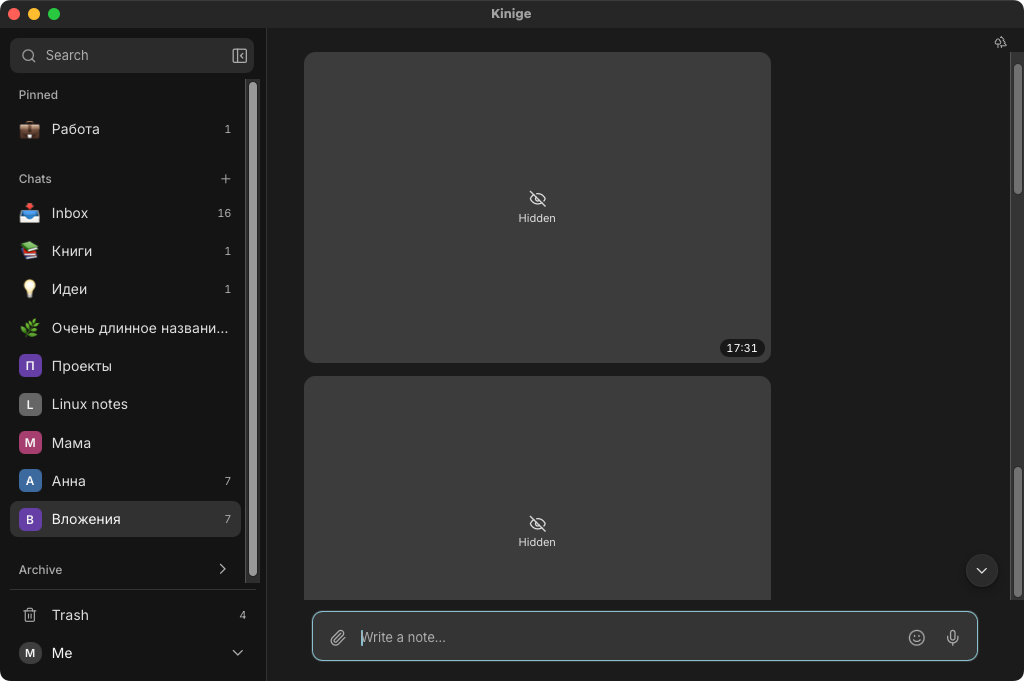 Kinige
Search
Pinned
Работа 1
Chats
Inbox 16
Книги 1
Идеи 1
Очень длинное названи...
П Проекты
L Linux notes
М Мама
А Анна 7
В Вложения 7
Archive
Trash 4
M Me
Hidden
17:31
Hidden
Write a note...